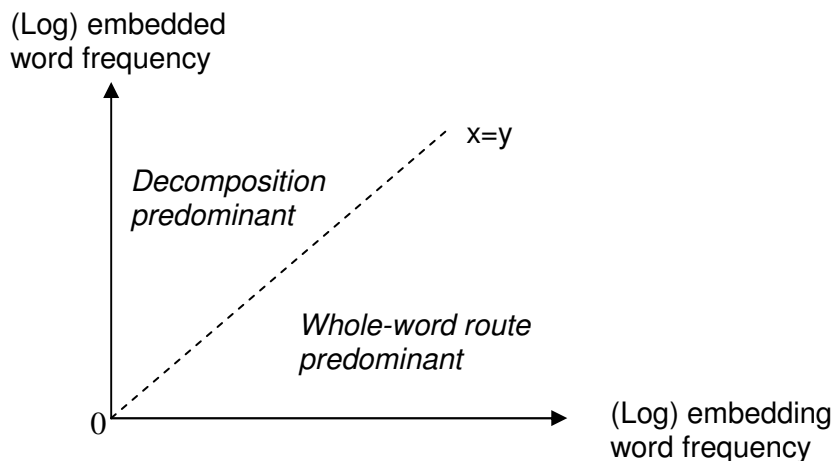 (Log) embedded
word frequency
x=y
Decomposition
predominant
Whole-word route
predominant
0
(Log) embedding
word frequency